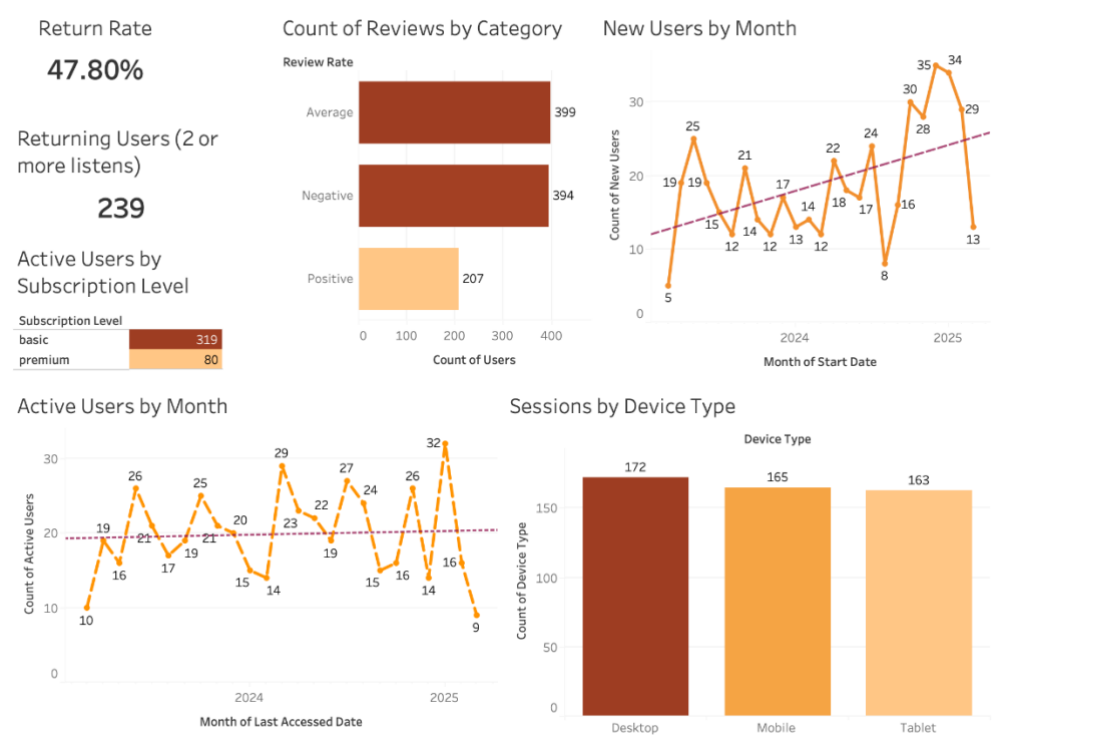 Return Rate
47.80%
Returning Users (2 or
more listens)
239
Active Users by
Subscription Level
Subscription Level
basic 319
premium 80
Count of Reviews by Category
Review Rate
Average 399
Negative 394
Positive 207
0 100 200 300 400
Count of Users
New Users by Month
Count of New Users
30
20
10
0
5
19
25
19
15
12
21
14
12
17
13
14
12
22
18
17
24
8
16
30
28
35
34
29
13
2024 2025
Month of Start Date
Active Users by Month
Count of Active Users
30
20
10
0
10
19
16
26
21
17
19
25
21
20
15
14
29
23
22
19
27
24
15
16
26
14
32
16
9
2024 2025
Month of Last Accessed Date
Sessions by Device Type
Device Type
Count of Device Type
150
100
50
0
172 165 163
Desktop Mobile Tablet